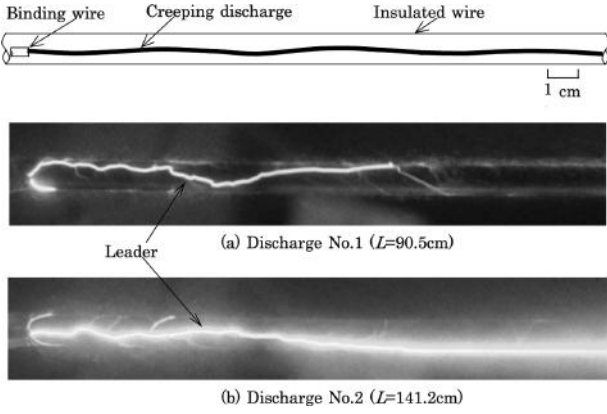 Binding wire
Creeping discharge
Insulated wire
1 cm
(a) Discharge No.1 (L=90.5cm)
Leader
(b) Discharge No.2 (L=141.2cm)